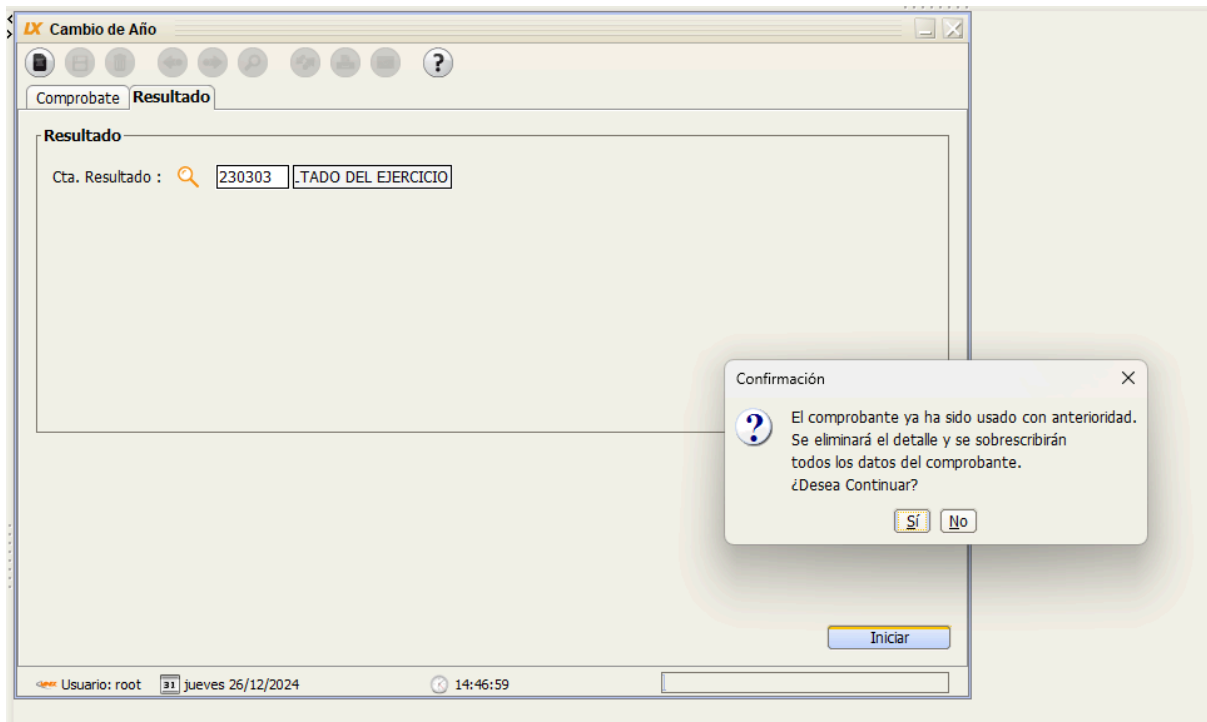 LX Cambio de Año
?
Comprobate Resultado
Resultado
Cta. Resultado : 230303 .TADO DEL EJERCICIO
Confirmación
?
El comprobante ya ha sido usado con anterioridad.
Se eliminará el detalle y se sobrescribirán
todos los datos del comprobante.
¿Desea Continuar?
Sí No
Iniciar
Usuario: root 31 jueves 26/12/2024 14:46:59